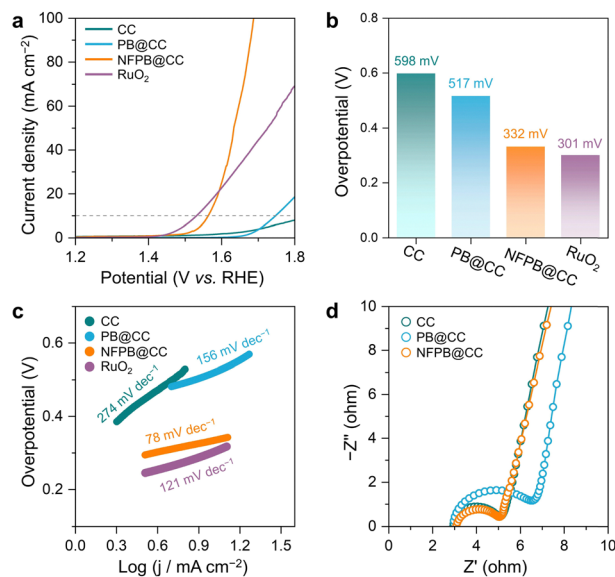 a
CC
PB@CC
NFPB@CC
RuO₂
Current density (mA cm⁻²)
100
80
60
40
20
0
1.2
1.4
1.6
1.8
Potential (V vs. RHE)
b
598 mV
517 mV
332 mV
301 mV
Overpotential (V)
0.8
0.6
0.4
0.2
0.0
CC
PB@CC
NFPB@CC
RuO₂
c
CC
PB@CC
NFPB@CC
RuO₂
156 mV dec⁻¹
274 mV dec⁻¹
78 mV dec⁻¹
121 mV dec⁻¹
Overpotential (V)
0.6
0.4
0.2
0.0
0.3
0.6
0.9
1.2
1.5
Log (j / mA cm⁻²)
d
CC
PB@CC
NFPB@CC
−Z" (ohm)
10
8
6
4
2
0
0
2
4
6
8
10
Z' (ohm)